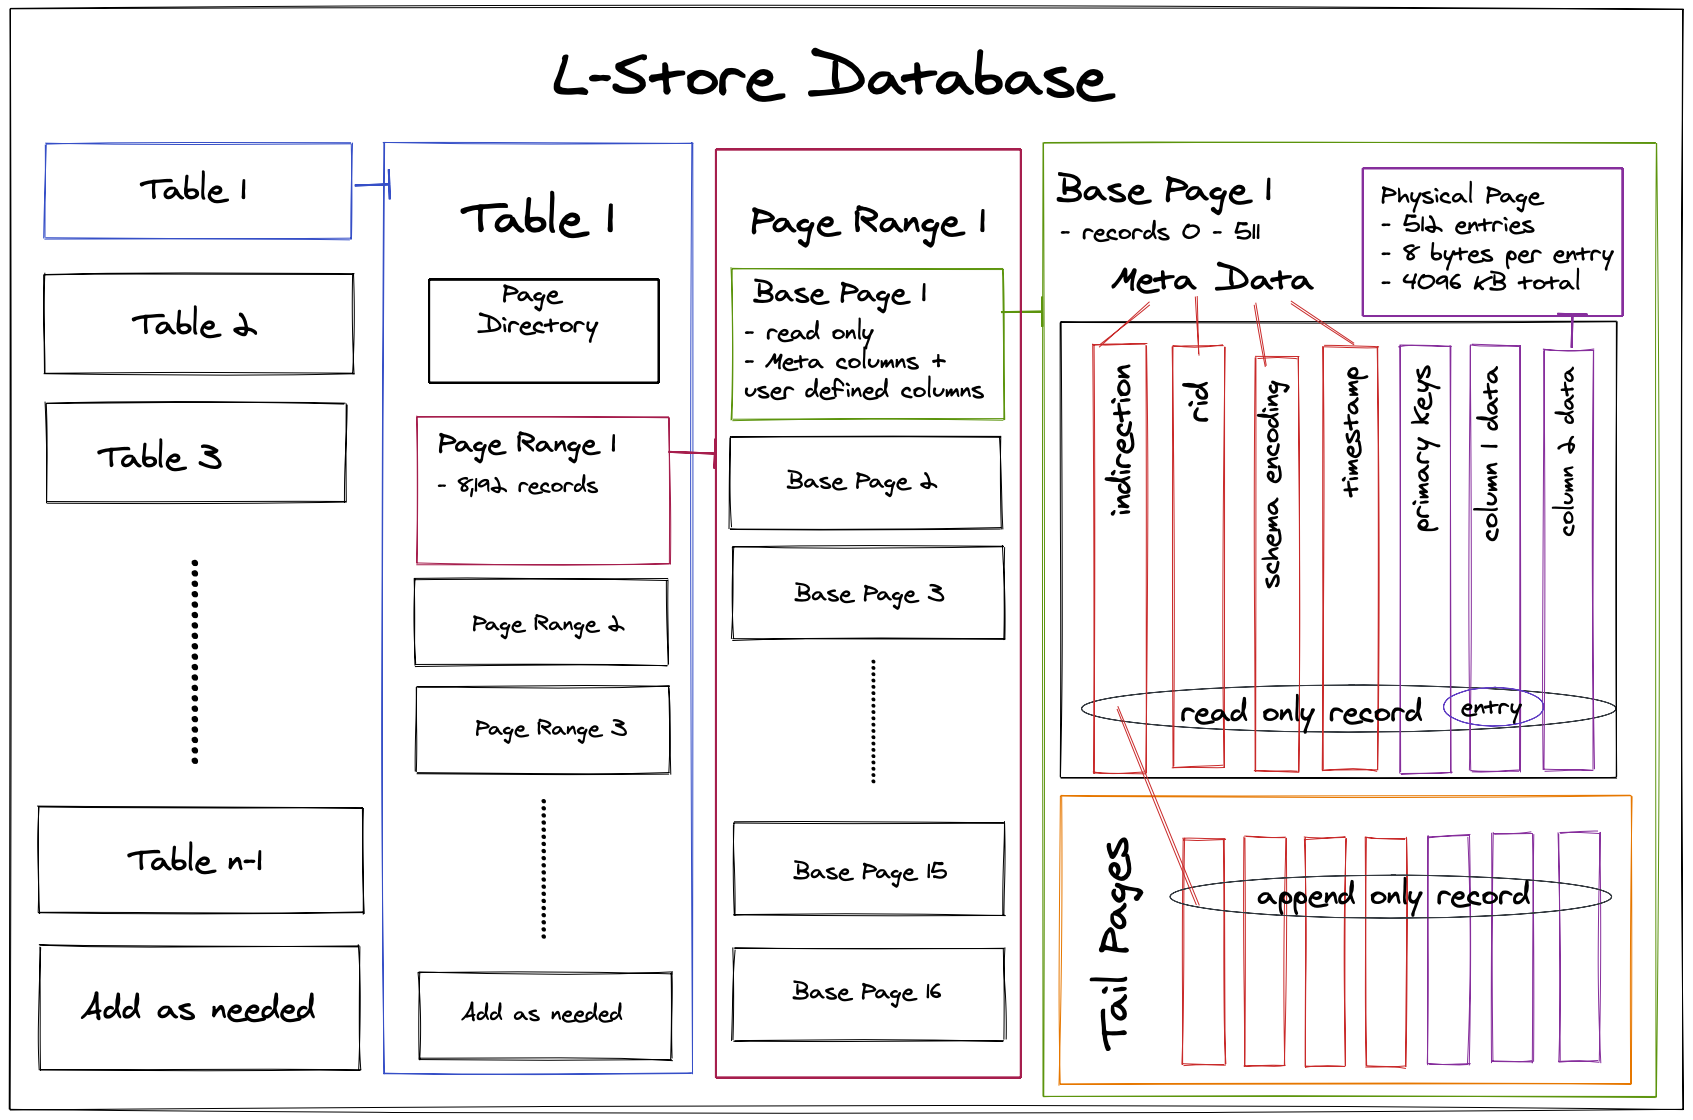 L-Store Database
Table 1
Table 2
Table 3
Table n-1
Add as needed
Table 1
Page
Directory
Page Range 1
- 8,192 records
Page Range 2
Page Range 3
Add as needed
Page Range 1
Base Page 1
- read only
- Meta columns +
user defined columns
Base Page 2
Base Page 3
Base Page 15
Base Page 16
Base Page 1
- records 0 - 511
Meta Data
Physical Page
- 512 entries
- 8 bytes per entry
- 4096 KB total
indirection
rid
schema encoding
timestamp
primary keys
column 1 data
column 2 data
read only record
entry
Tail Pages
append only record